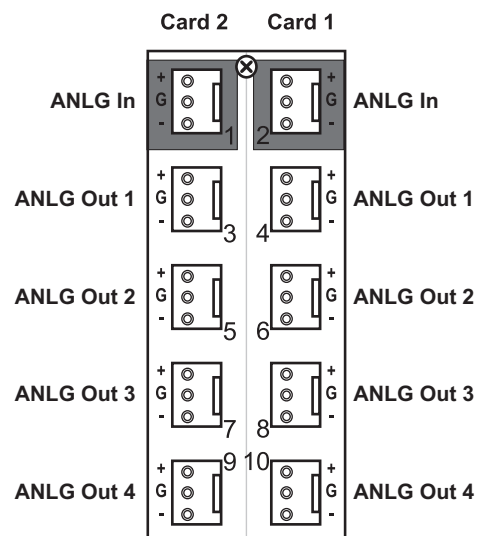 Card 2 Card 1
ANLG In + G - 1 2 + G - ANLG In
ANLG Out 1 + G - 3 4 + G - ANLG Out 1
ANLG Out 2 + G - 5 6 + G - ANLG Out 2
ANLG Out 3 + G - 7 8 + G - ANLG Out 3
ANLG Out 4 + G - 9 10 + G - ANLG Out 4